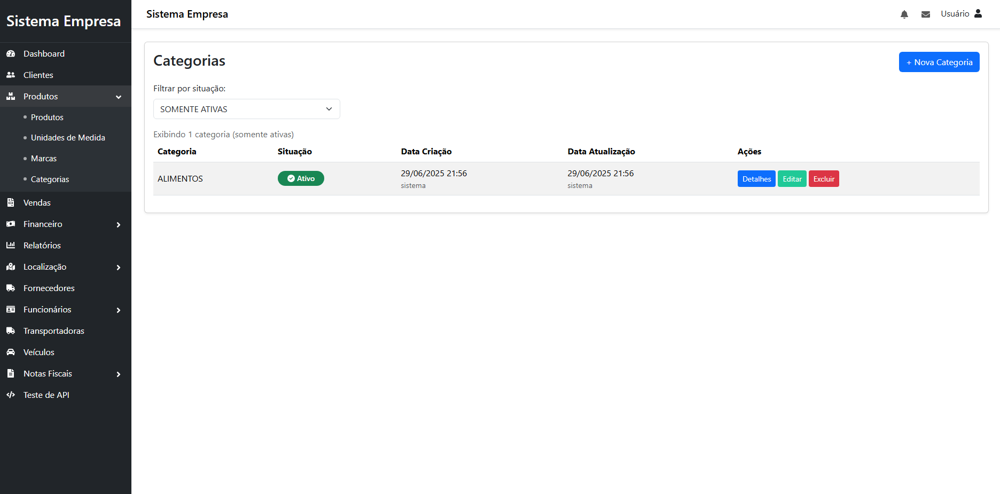 Sistema Empresa
Dashboard
Clientes
Produtos
Produtos
Unidades de Medida
Marcas
Categorias
Vendas
Financeiro
Relatórios
Localização
Fornecedores
Funcionários
Transportadoras
Veículos
Notas Fiscais
Teste de API
Sistema Empresa
Usuário
Categorias
+ Nova Categoria
Filtrar por situação:
SOMENTE ATIVAS
Exibindo 1 categoria (somente ativas)
Categoria Situação Data Criação Data Atualização Ações
ALIMENTOS Ativo 29/06/2025 21:56 29/06/2025 21:56 Detalhes Editar Excluir
sistema sistema